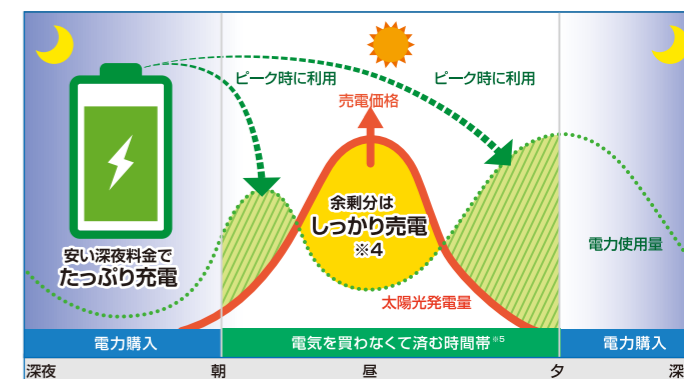 ピーク時に利用
ピーク時に利用
売電価格
余剰分は
しっかり売電
※4
安い深夜料金で
たっぷり充電
電力使用量
太陽光発電量
電力購入
電気を買わなくて済む時間帯※5
電力購入
深夜
朝
昼
夕
深